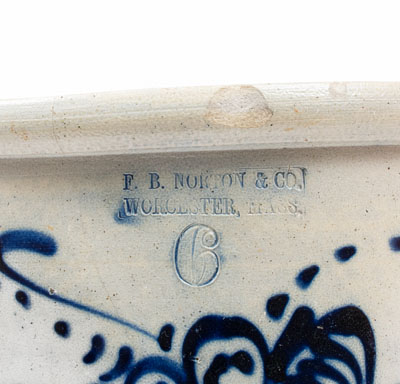 F. B. NORTON & CO.
WORCESTER, MASS.
6